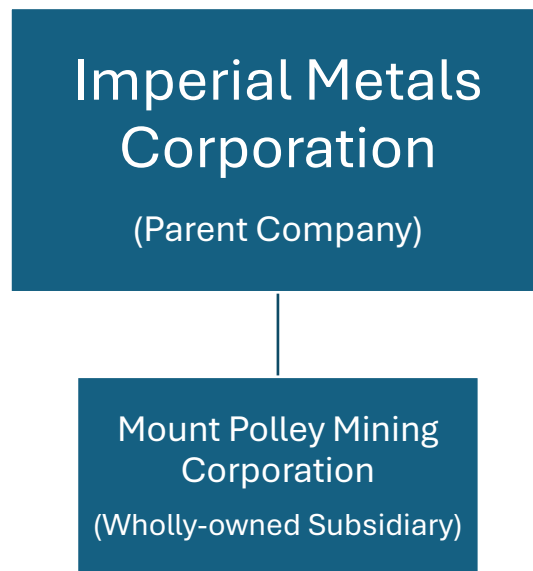 Imperial Metals
Corporation
(Parent Company)
Mount Polley Mining
Corporation
(Wholly-owned Subsidiary)